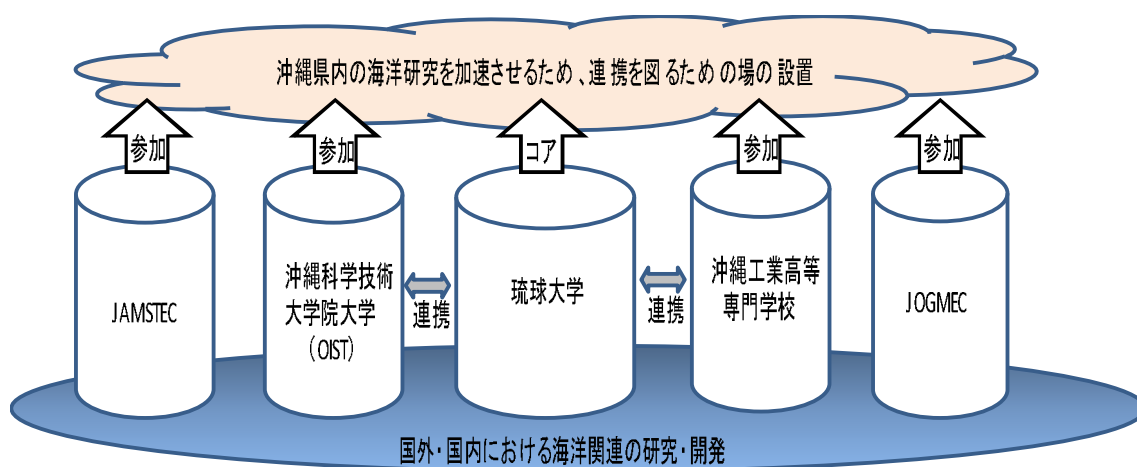 沖縄県内の海洋研究を加速させるため、連携を図るための場の設置
参加
参加
コア
参加
参加
JAMSTEC
沖縄科学技術
大学院大学
(OIST)
連携
琉球大学
連携
沖縄工業高等
専門学校
JOGMEC
国外・国内における海洋関連の研究・開発